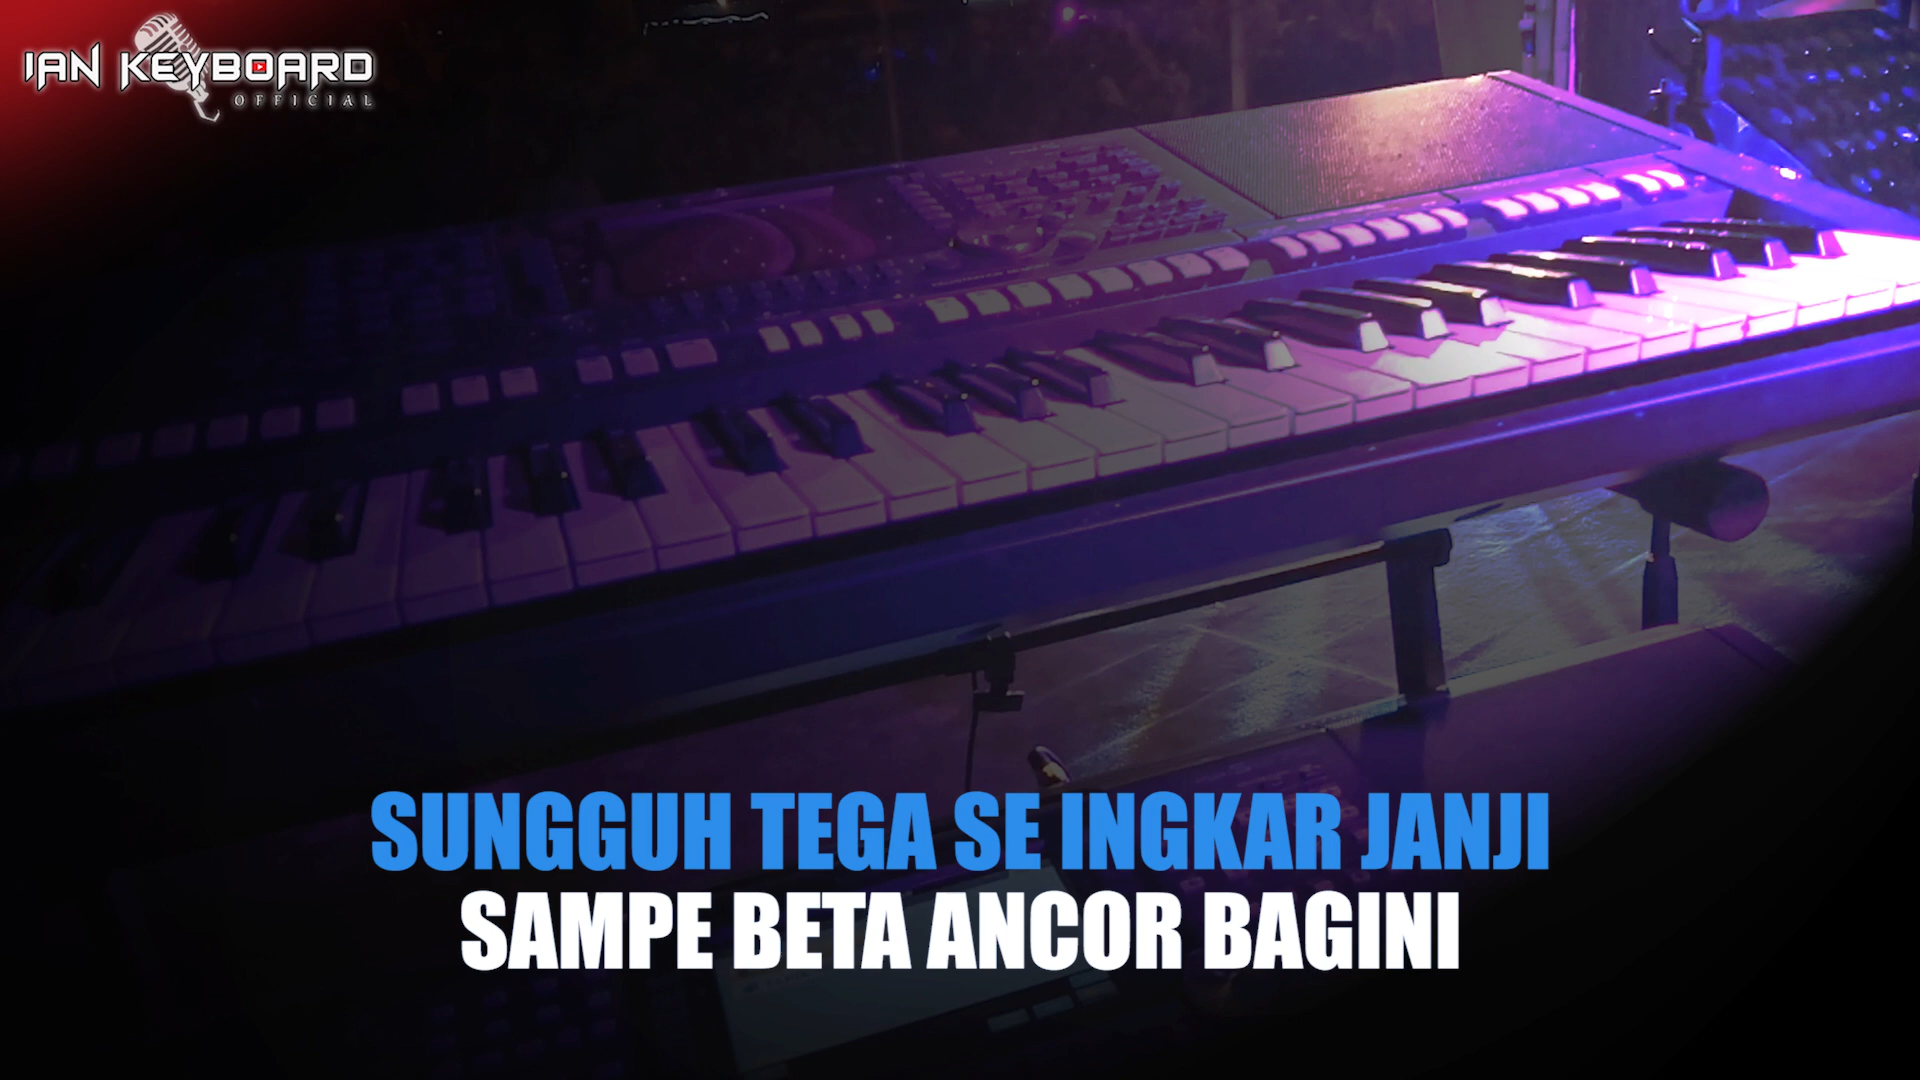 IAN KEYBOARD
OFFICIAL
SUNGGUH TEGA SE INGKAR JANJI
SAMPE BETA ANCOR BAGINI